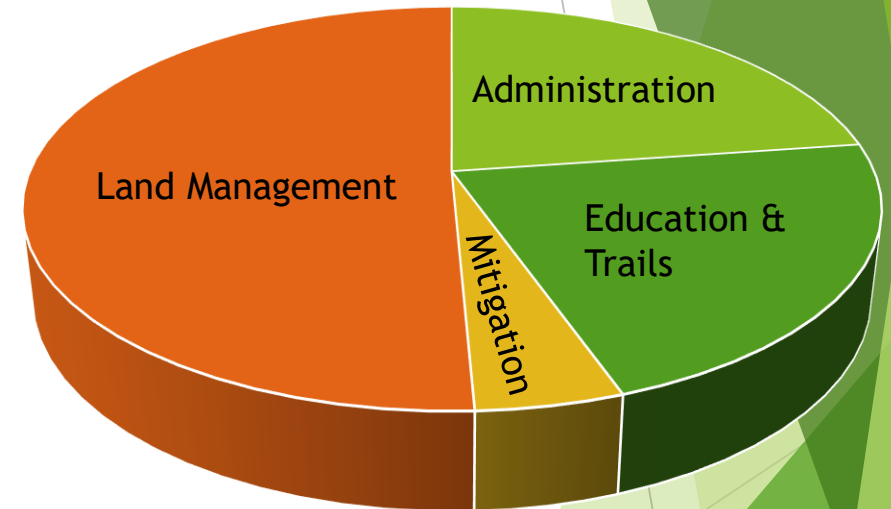 Administration
Land Management
Education &
Trails
Mitigation